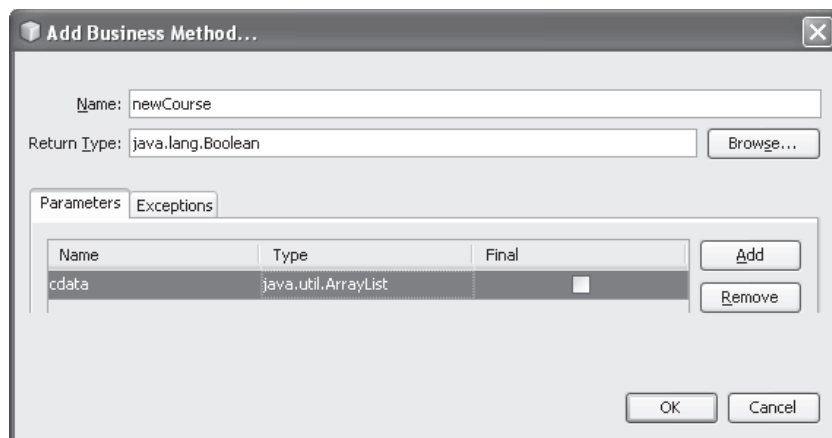 Add Business Method...
Name: newCourse
Return Type: java.lang.Boolean Browse...
Parameters Exceptions
Name Type Final Add
cdata java.util.ArrayList Remove
OK Cancel